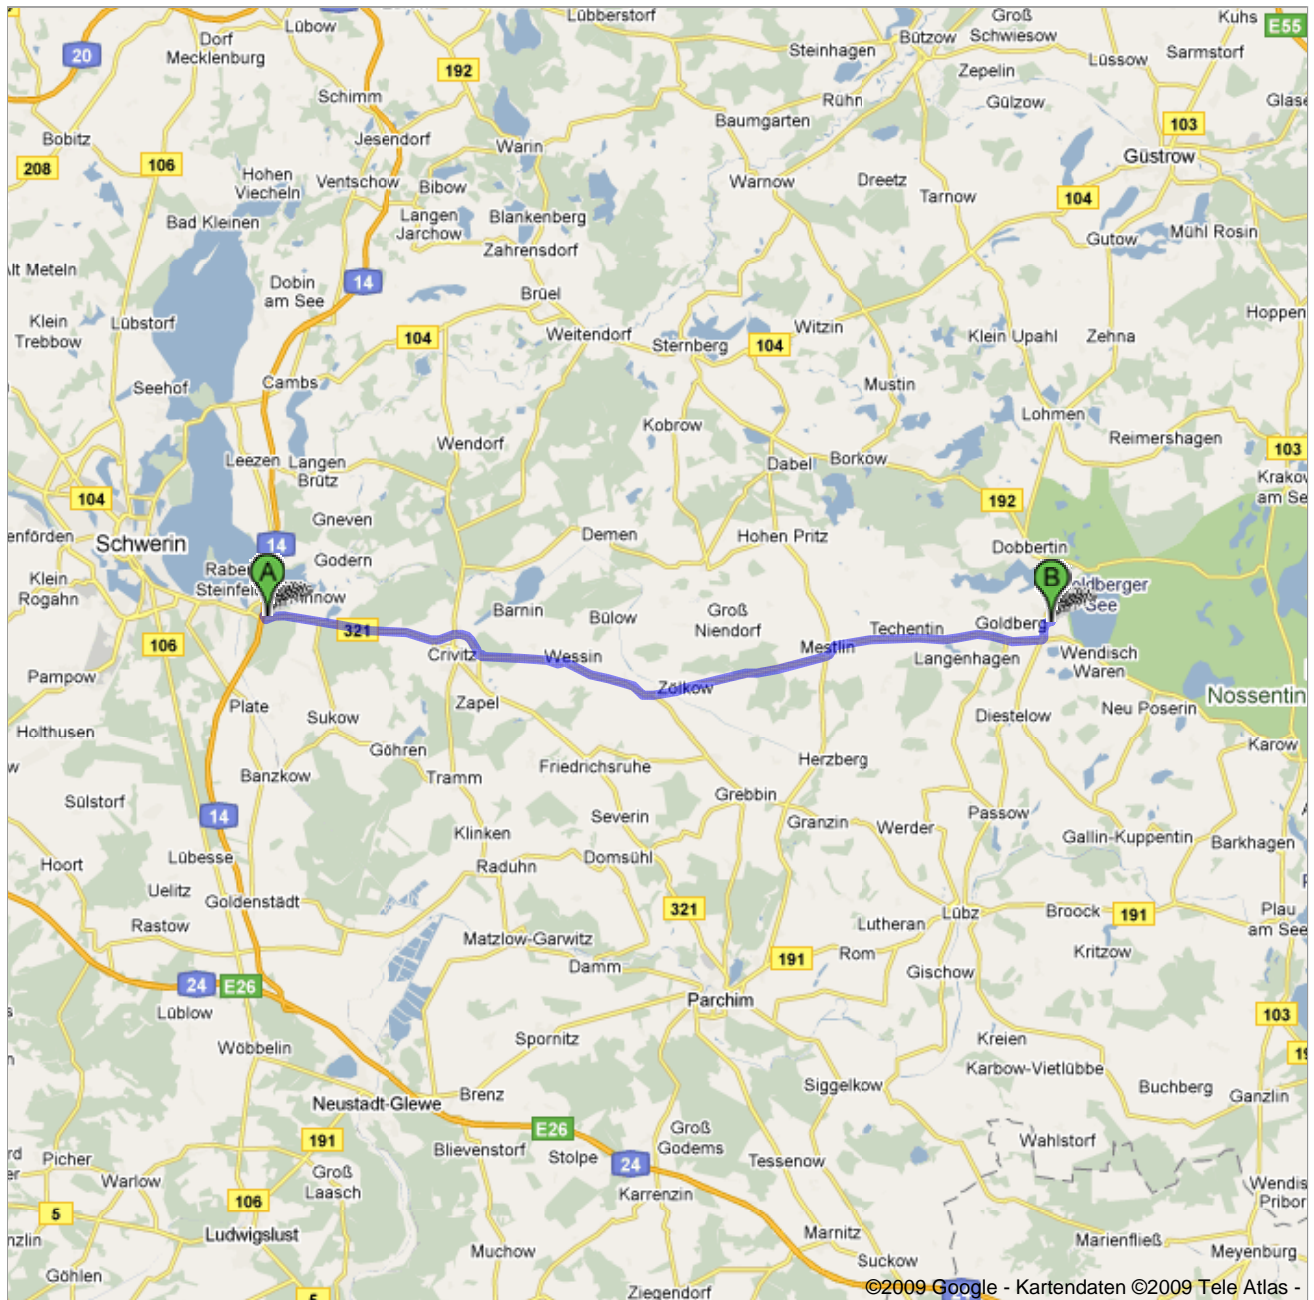 Lübberstorf
Groß
Schwiesow
Kuhs
E55
Lübow
Dorf
Mecklenburg
20
Bützow
Steinhagen
Lüssow
Sarmstorf
192
Zepelin
Schimm
Rühn
Gülzow
Baumgarten
103
Bobitz
Jesendorf
Warin
Güstrow
208
106
Hohen
Viecheln
Ventschow
Bibow
Warnow
Dreetz
Tarnow
104
Bad Kleinen
Langen
Jarchow
Blankenberg
Zahrensdorf
Gutow
Mühl Rosin
Dobin
am See
14
Brüel
Hoppen
Klein
Trebbow
Lübstorf
104
Weitendorf
Sternberg
104
Witzin
Klein Upahl
Zehna
Seehof
Cambs
Mustin
Lohmen
Kobrow
Wendorf
Reimershagen
103
Leezen
Langen
Brütz
Dabel
Borkow
104
192
Krakow
am See
Gneven
Schwerin
14
Godern
Demen
Hohen Pritz
Dobbertin
Klein
Rogahn
A
B
Steinfeld
See
Barnin
Bülow
Groß
Niendorf
321
Techentin
Goldberg
106
Crivitz
Wessin
Mestlin
Langenhagen
Wendisch
Waren
Pampow
Zölkow
Nossentin
Plate
Sukow
Zapel
Diestelow
Neu Poserin
Holthusen
Göhren
Karow
Banzkow
Tramm
Friedrichsruhe
Herzberg
Sülstorf
14
Klinken
Severin
Grebbin
Granzin
Werder
Passow
Gallin-Kuppentin
Barkhagen
Hoort
Lübesse
Raduhn
Domsühl
Uelitz
Goldenstädt
321
Lutheran
Lübz
Broock
191
Plau
am See
Rastow
Matzlow-Garwitz
Damm
191
Rom
Kritzow
24
E26
Gischow
Lüblow
Parchim
103
Wöbbelin
Spornitz
Kreien
Karbow-Vietlübbe
Neustadt-Glewe
Brenz
Siggelkow
Buchberg
Ganzlin
191
E26
Groß
Godems
Wahlstorf
Picher
Blievenstorf
Stolpe
24
Tessenow
Warlow
Groß
Laasch
106
Karrenzin
5
Ludwigslust
Marnitz
Marienfließ
Meyenburg
Göhlen
Muchow
Suckow
Ziegendorf
©2009 Google - Kartendaten ©2009 Tele Atlas -